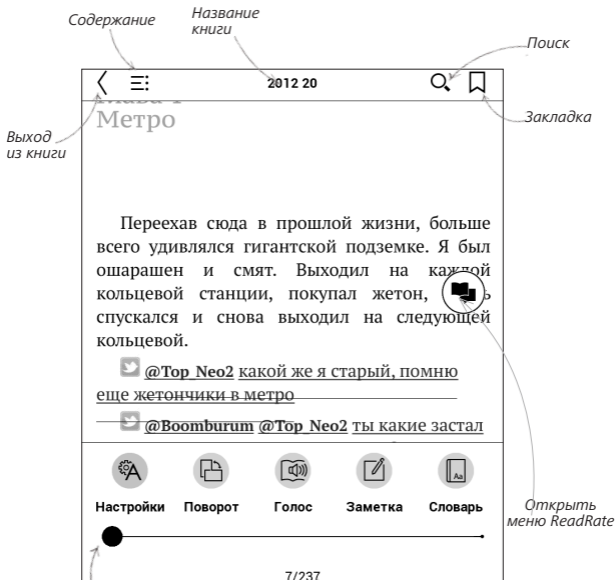 Содержание
Название
книги
Поиск
2012 20
Закладка
Выход
из книги
Глава 1
Метро
Переехав сюда в прошлой жизни, больше
всего удивлялся гигантской подземке. Я был
ошарашен и смят. Выходил на каждой
кольцевой станции, покупал жетон,
спускался и снова выходил на следующей
кольцевой.
@Top_Neo2 какой же я старый, помню
еще жетончики в метро
@Boomburum @Top_Neo2 ты какие застал
Aa
Настройки Поворот Голос Заметка Словарь
Открыть
меню ReadRate
7/237